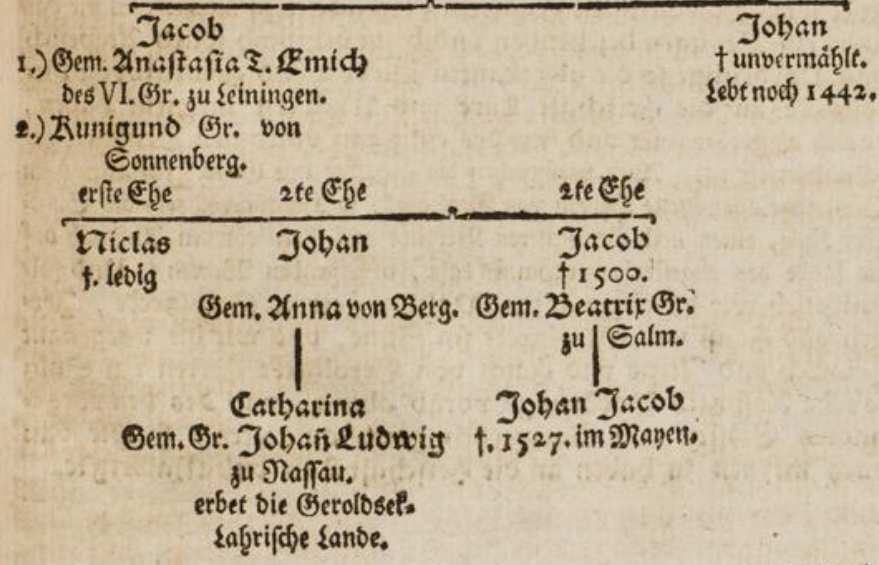 Jacob
Johan
1.) Gem. Anastasia T. Emich
† unvermählt.
des VI. Gr. zu Leiningen.
Lebt noch 1442.
2.) Kunigund Gr. von
Sonnenberg.
erste Ehe 2te Ehe 2te Ehe
Niclas Johan Jacob
†. ledig † 1500.
Gem. Anna von Berg. Gem. Beatrix Gr.
zu Salm.
Catharina Johan Jacob
Gem. Gr. Johan̄ Ludwig †. 1527. im Mayen.
zu Nassau.
erbet die Geroldsek-
Lahrische Lande.